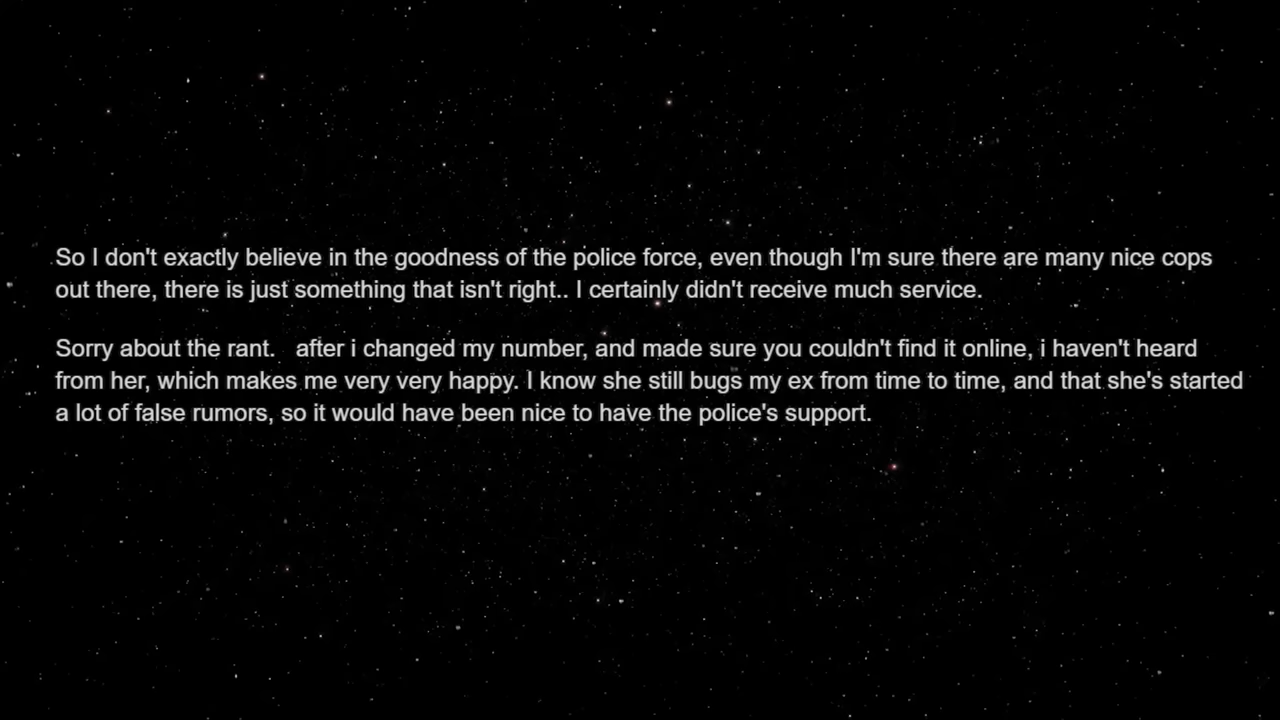 So I don't exactly believe in the goodness of the police force, even though I'm sure there are many nice cops
out there, there is just something that isn't right.. I certainly didn't receive much service.
Sorry about the rant.   after i changed my number, and made sure you couldn't find it online, i haven't heard
from her, which makes me very very happy. I know she still bugs my ex from time to time, and that she's started
a lot of false rumors, so it would have been nice to have the police's support.